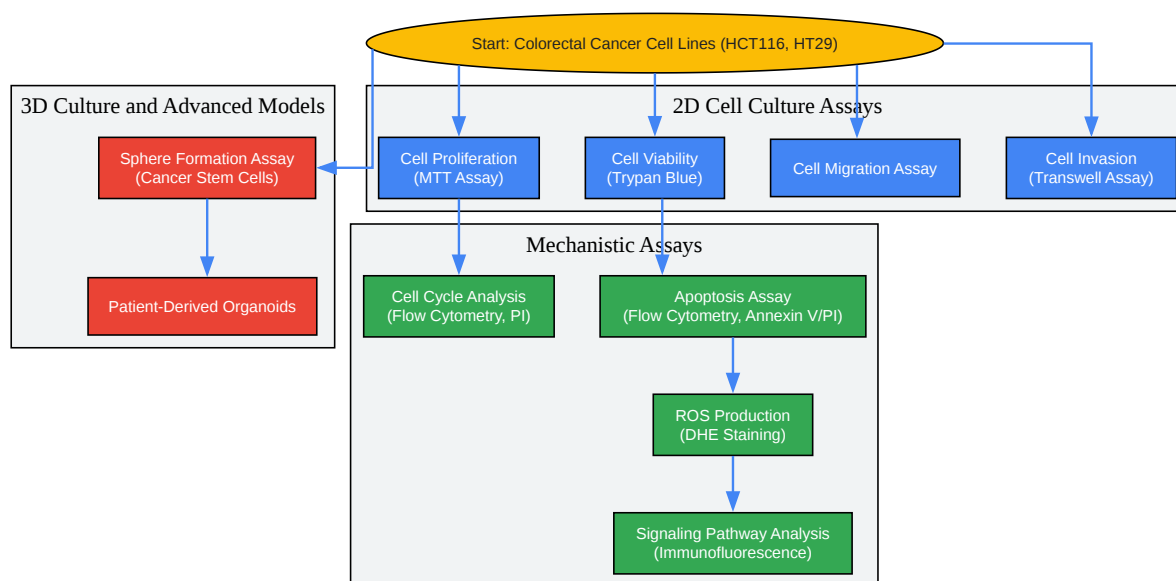 Start: Colorectal Cancer Cell Lines (HCT116, HT29)
3D Culture and Advanced Models
Sphere Formation Assay
(Cancer Stem Cells)
Patient-Derived Organoids
2D Cell Culture Assays
Cell Proliferation
(MTT Assay)
Cell Viability
(Trypan Blue)
Cell Migration Assay
Cell Invasion
(Transwell Assay)
Mechanistic Assays
Cell Cycle Analysis
(Flow Cytometry, PI)
Apoptosis Assay
(Flow Cytometry, Annexin V/PI)
ROS Production
(DHE Staining)
Signaling Pathway Analysis
(Immunofluorescence)